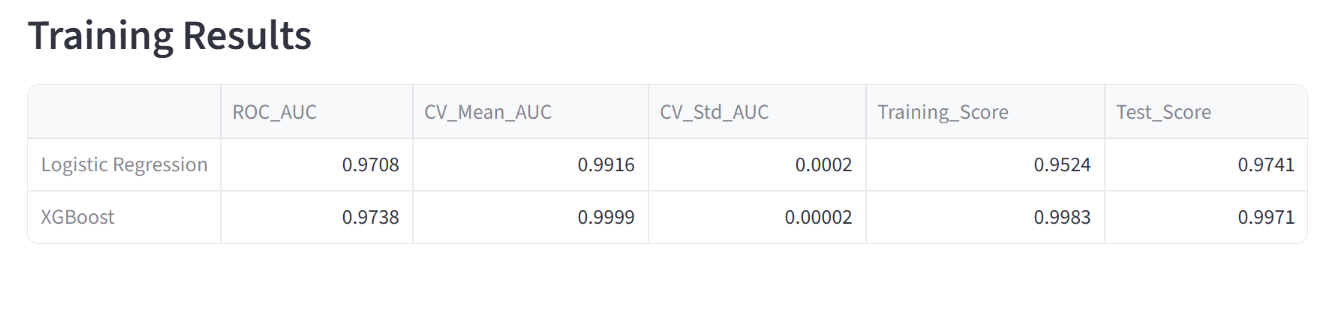 Training Results
ROC_AUC CV_Mean_AUC CV_Std_AUC Training_Score Test_Score
Logistic Regression 0.9708 0.9916 0.0002 0.9524 0.9741
XGBoost 0.9738 0.9999 0.00002 0.9983 0.9971